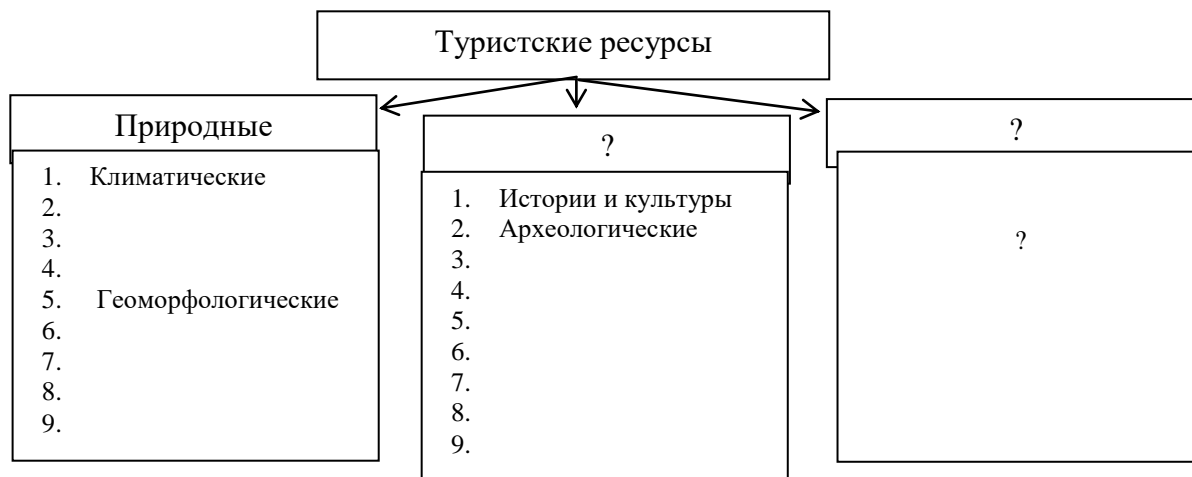 Туристские ресурсы
Природные
1. Климатические
2.
3.
4.
5. Геоморфологические
6.
7.
8.
9.
?
1. Истории и культуры
2. Археологические
3.
4.
5.
6.
7.
8.
9.
?
?